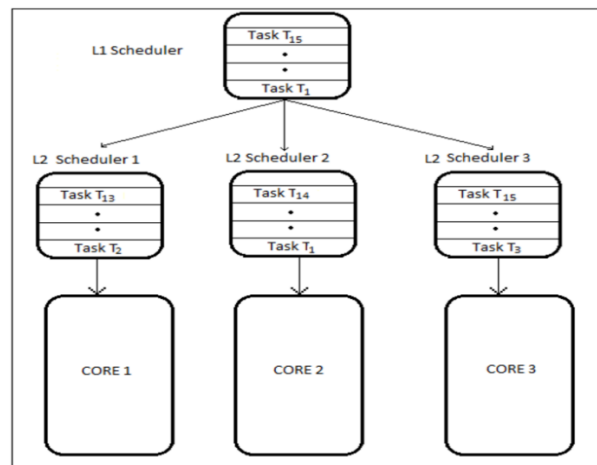 Task T15
L1 Scheduler
Task T1
L2 Scheduler 1
L2 Scheduler 2
L2 Scheduler 3
Task T13
Task T14
Task T15
Task T2
Task T1
Task T3
CORE 1
CORE 2
CORE 3